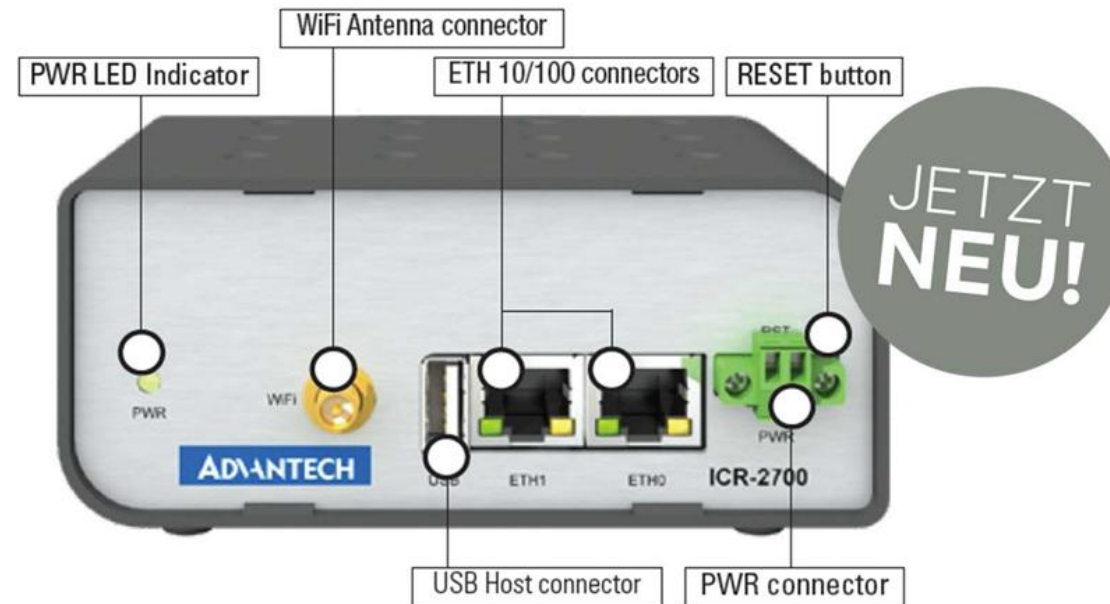 WiFi Antenna connector
PWR LED Indicator
ETH 10/100 connectors
RESET button
JETZT
NEU!
RST
PWR
WiFi
ADVANTECH
USB
ETH1
ETH0
PWR
ICR-2700
USB Host connector
PWR connector